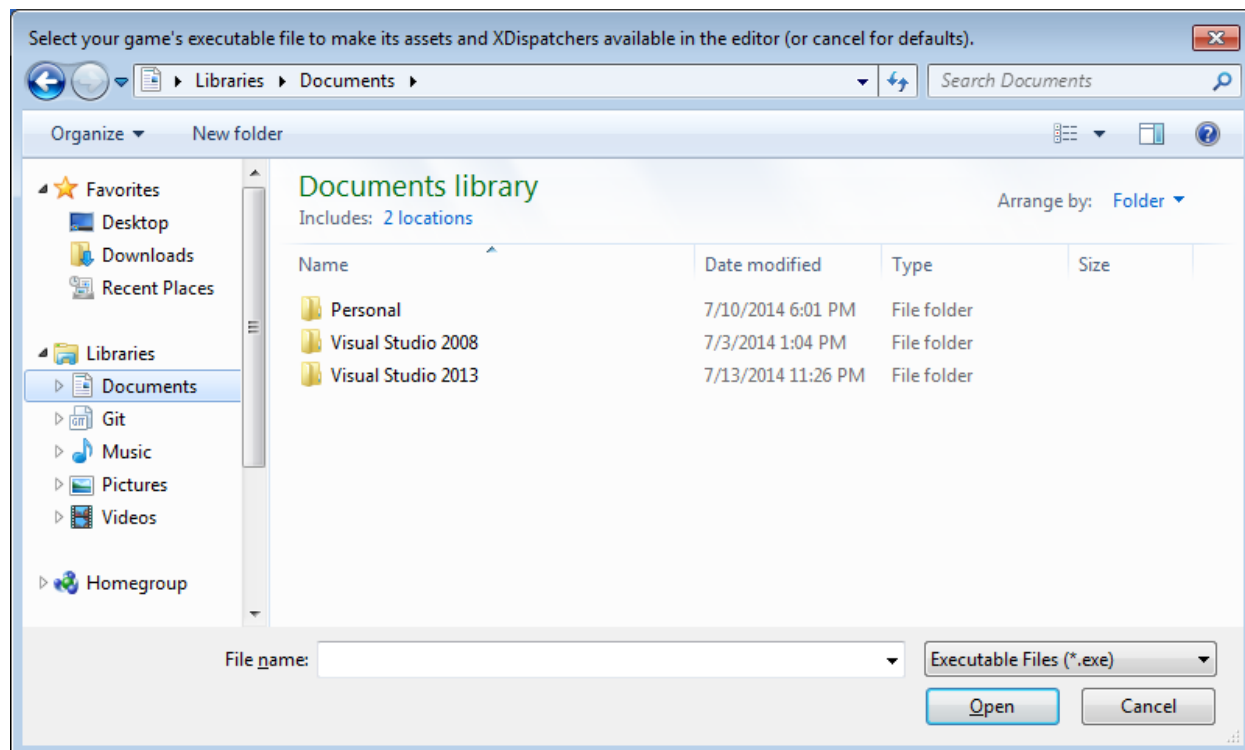 Select your game's executable file to make its assets and XDispatchers available in the editor (or cancel for defaults).
Libraries Documents
Search Documents
Organize New folder
Favorites
Desktop
Downloads
Recent Places
Libraries
Documents
Git
Music
Pictures
Videos
Homegroup
Documents library
Includes: 2 locations
Arrange by: Folder
Name Date modified Type Size
Personal 7/10/2014 6:01 PM File folder
Visual Studio 2008 7/3/2014 1:04 PM File folder
Visual Studio 2013 7/13/2014 11:26 PM File folder
File name:
Executable Files (*.exe)
Open Cancel